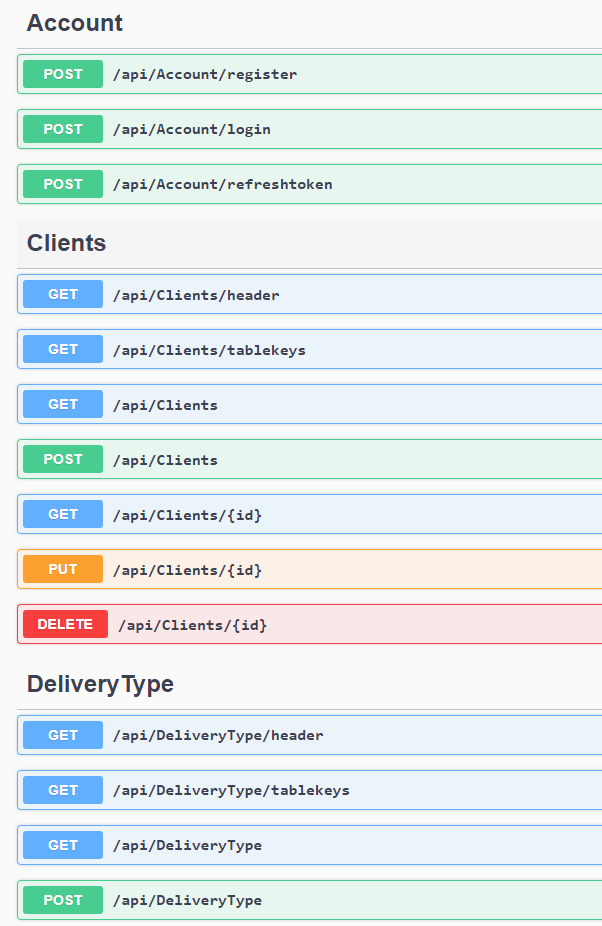 Account
POST /api/Account/register
POST /api/Account/login
POST /api/Account/refreshtoken
Clients
GET /api/Clients/header
GET /api/Clients/tablekeys
GET /api/Clients
POST /api/Clients
GET /api/Clients/{id}
PUT /api/Clients/{id}
DELETE /api/Clients/{id}
DeliveryType
GET /api/DeliveryType/header
GET /api/DeliveryType/tablekeys
GET /api/DeliveryType
POST /api/DeliveryType